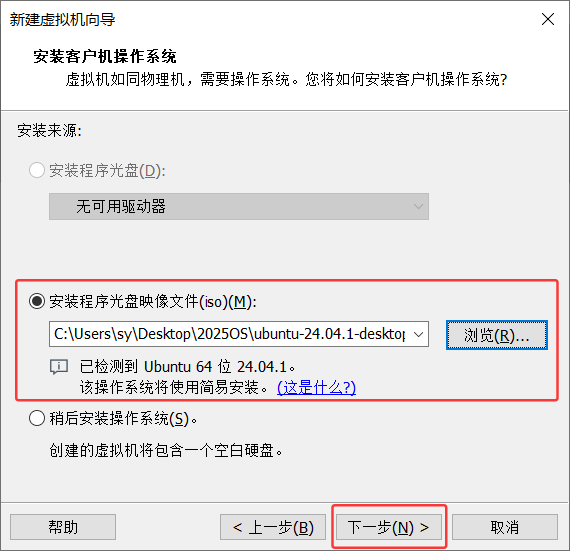 新建虚拟机向导
安装客户机操作系统
虚拟机如同物理机，需要操作系统。您将如何安装客户机操作系统?
安装来源:
安装程序光盘(D):
无可用驱动器
安装程序光盘映像文件(iso)(M):
C:\Users\sy\Desktop\2025OS\ubuntu-24.04.1-desktop
浏览(R)...
已检测到 Ubuntu 64 位 24.04.1。
该操作系统将使用简易安装。 (这是什么?)
稍后安装操作系统(S)。
创建的虚拟机将包含一个空白硬盘。
帮助 < 上一步(B) 下一步(N) > 取消